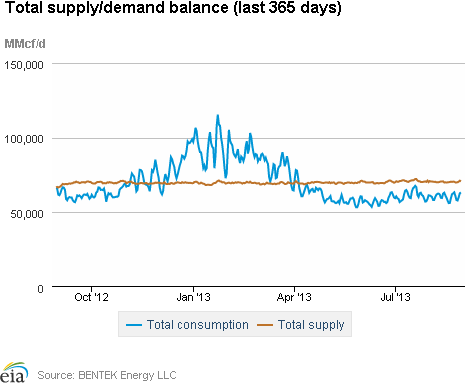 Total supply/demand balance (last 365 days)
MMcf/d
150,000
100,000
50,000
0
Oct '12 Jan '13 Apr '13 Jul '13
Total consumption Total supply
eia Source: BENTEK Energy LLC